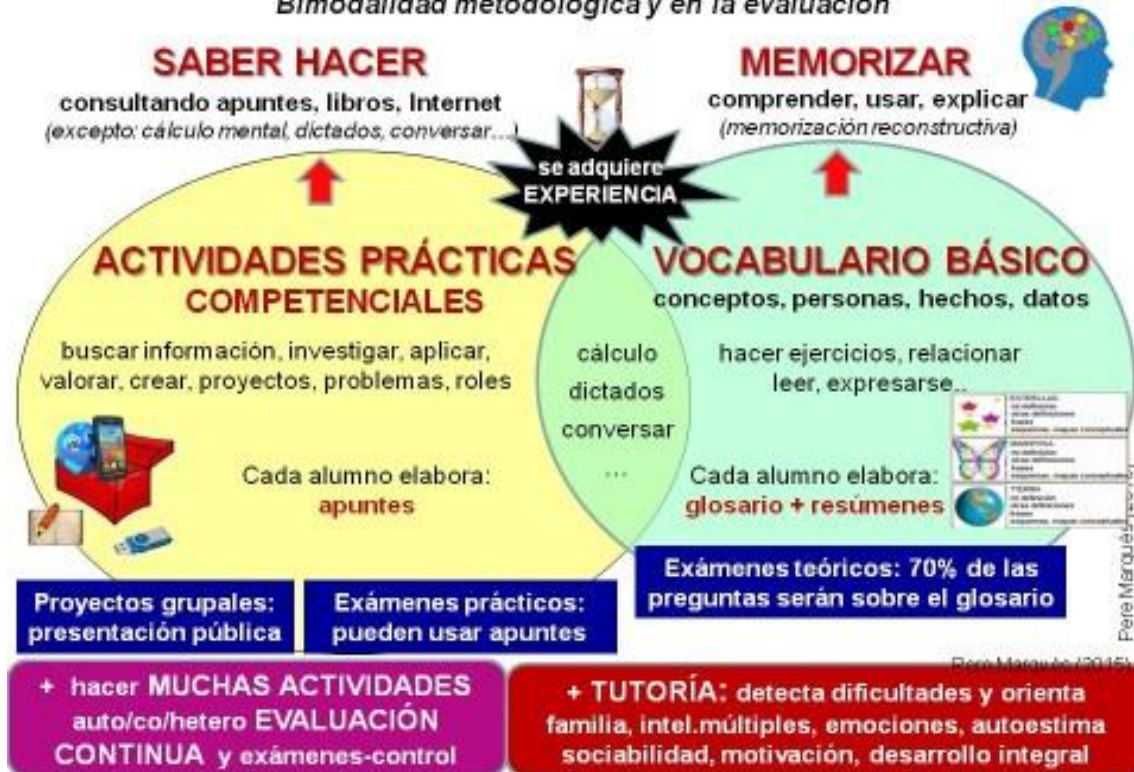 Bimodalidad metodológica y en la evaluación
SABER HACER
consultando apuntes, libros, Internet
(excepto: cálculo mental, dictados, conversar...)
MEMORIZAR
comprender, usar, explicar
(memorización reconstructiva)
se adquiere
EXPERIENCIA
ACTIVIDADES PRÁCTICAS
COMPETENCIALES
buscar información, investigar, aplicar,
valorar, crear, proyectos, problemas, roles
Cada alumno elabora:
apuntes
cálculo
dictados
conversar
...
VOCABULARIO BÁSICO
conceptos, personas, hechos, datos
hacer ejercicios, relacionar
leer, expresarse..
Cada alumno elabora:
glosario + resúmenes
Proyectos grupales:
presentación pública
Exámenes prácticos:
pueden usar apuntes
Exámenes teóricos: 70% de las
preguntas serán sobre el glosario
Pere Marquès
Pere Marquès (2015)
+ hacer MUCHAS ACTIVIDADES
auto/co/hetero EVALUACIÓN
CONTINUA y exámenes-control
+ TUTORÍA: detecta dificultades y orienta
familia, intel.múltiples, emociones, autoestima
sociabilidad, motivación, desarrollo integral